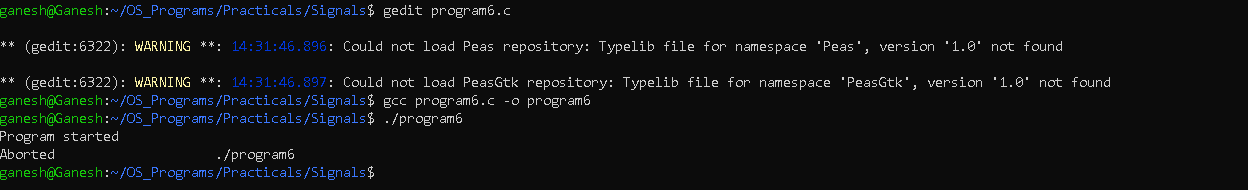 ganesh@Ganesh:~/OS_Programs/Practicals/Signals$ gedit program6.c
** (gedit:6322): WARNING **: 14:31:46.896: Could not load Peas repository: Typelib file for namespace 'Peas', version '1.0' not found
** (gedit:6322): WARNING **: 14:31:46.897: Could not load PeasGtk repository: Typelib file for namespace 'PeasGtk', version '1.0' not found
ganesh@Ganesh:~/OS_Programs/Practicals/Signals$ gcc program6.c -o program6
ganesh@Ganesh:~/OS_Programs/Practicals/Signals$ ./program6
Program started
Aborted                 ./program6
ganesh@Ganesh:~/OS_Programs/Practicals/Signals$